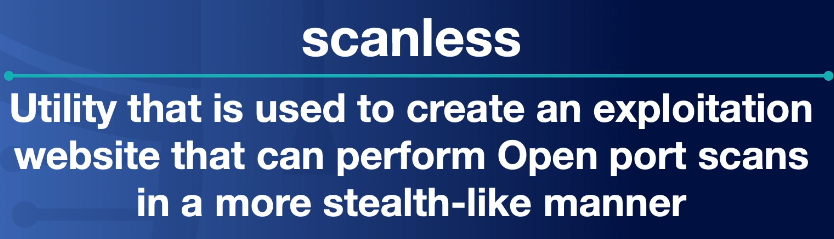 scanless
Utility that is used to create an exploitation
website that can perform Open port scans
in a more stealth-like manner